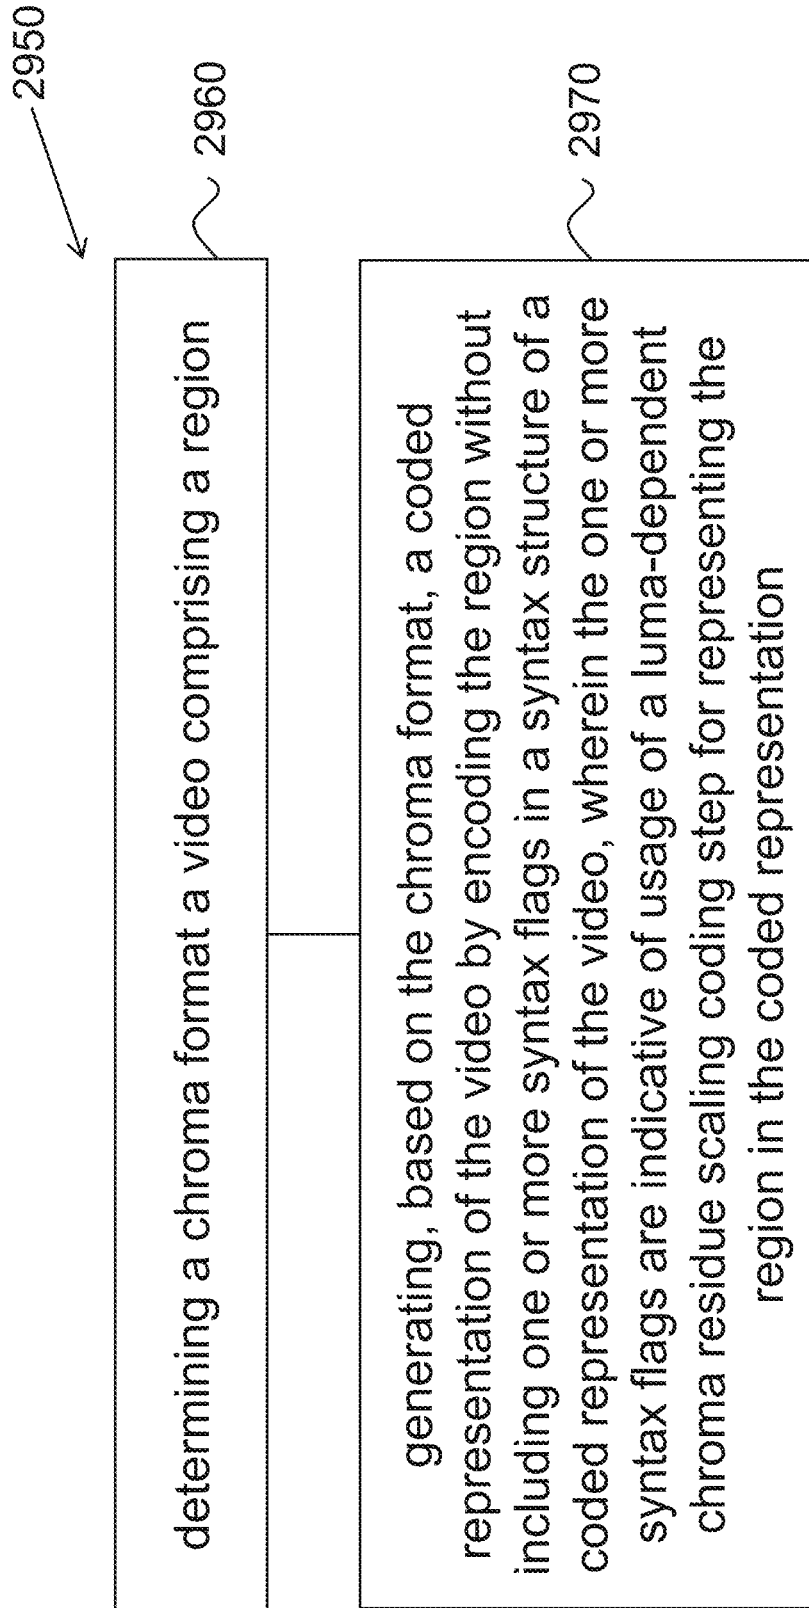 2950
2960
determining a chroma format a video comprising a region
2970
generating, based on the chroma format, a coded
representation of the video by encoding the region without
including one or more syntax flags in a syntax structure of a
coded representation of the video, wherein the one or more
syntax flags are indicative of usage of a luma-dependent
chroma residue scaling coding step for representing the
region in the coded representation